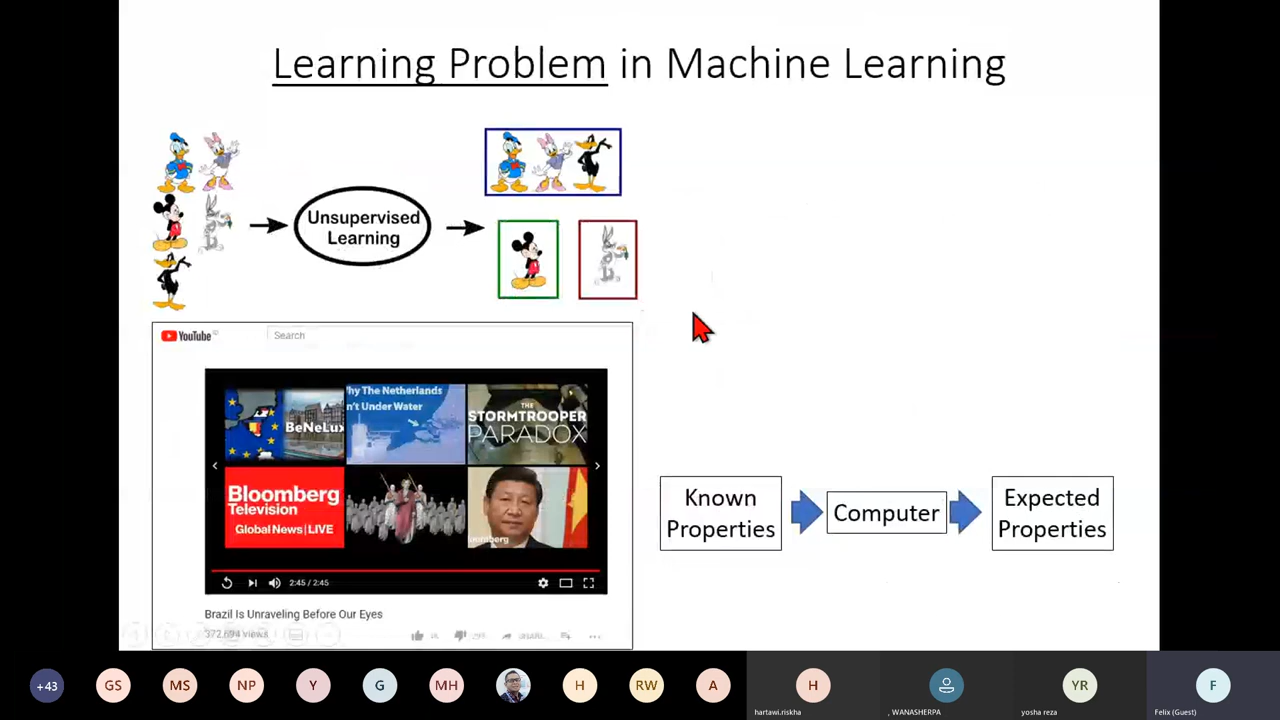 Learning Problem in Machine Learning
Unsupervised
Learning
YouTube
Search
BeNeLux
hy The Netherlands
n't Under Water
THE
STORMTROOPER
PARADOX
Bloomberg
Television
Global News | LIVE
2:45 / 2:45
Brazil Is Unraveling Before Our Eyes
372,694 views
Known
Properties
Computer
Expected
Properties
+43
GS
MS
NP
Y
G
MH
H
RW
A
H
hartawi.riskha
, WANASHERPA
YR
yosha reza
F
Felix (Guest)